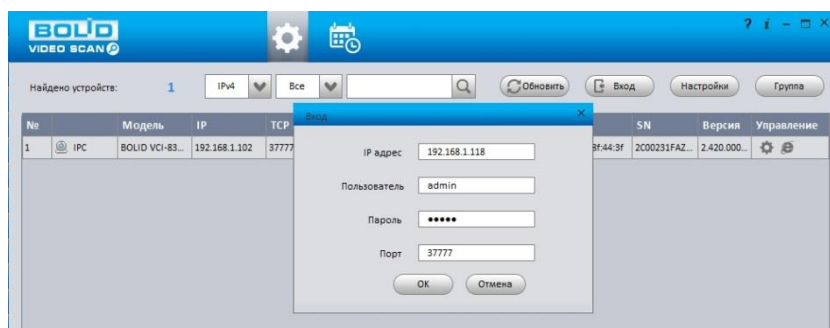 BOLID
VIDEO SCAN
? i
Найдено устройств: 1 IPv4 Все Обновить Вход Настройки Группа
№ Модель IP TCP SN Версия Управление
1 IPC BOLID VCI-83... 192.168.1.102 37777 3f:44:3f 2C00231FAZ... 2.420.000...
Вход
IP адрес 192.168.1.118
Пользователь admin
Пароль •••••
Порт 37777
OK Отмена